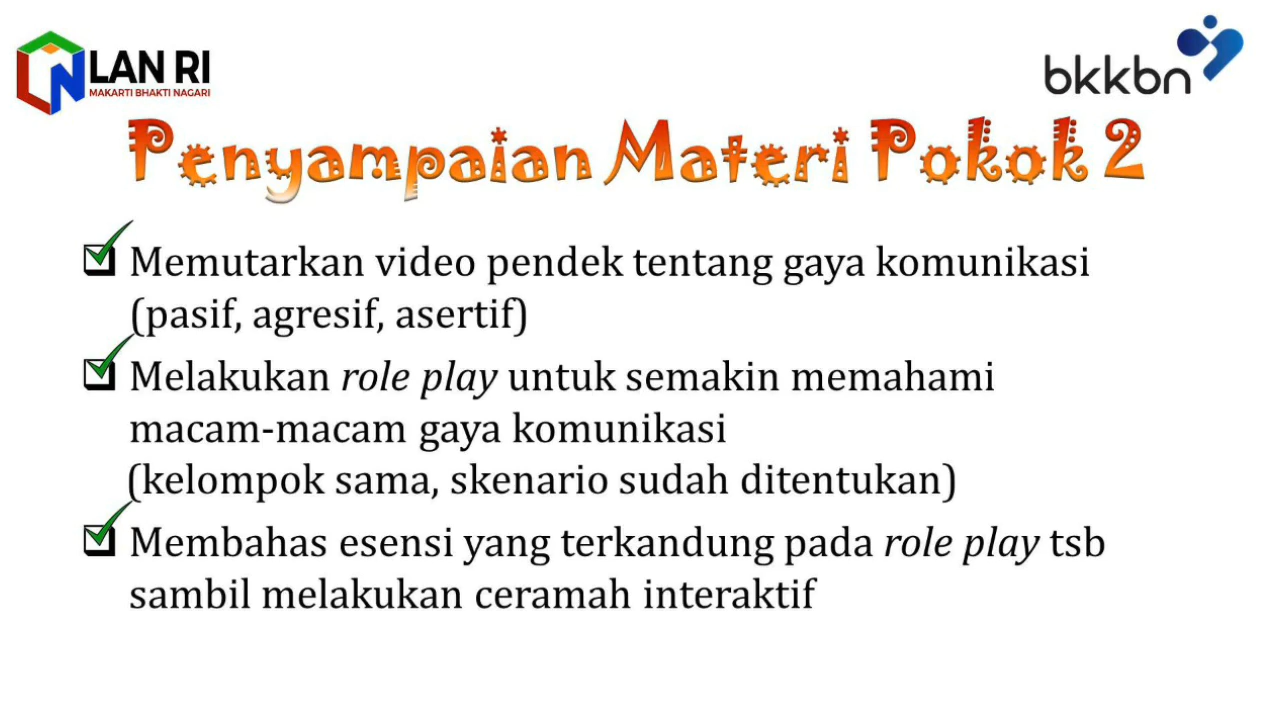 LAN RI
MAKARTI BHAKTI NAGARI
bkkbn
Penyampaian Materi Pokok 2
Memutarkan video pendek tentang gaya komunikasi
(pasif, agresif, asertif)
Melakukan role play untuk semakin memahami
macam-macam gaya komunikasi
(kelompok sama, skenario sudah ditentukan)
Membahas esensi yang terkandung pada role play tsb
sambil melakukan ceramah interaktif